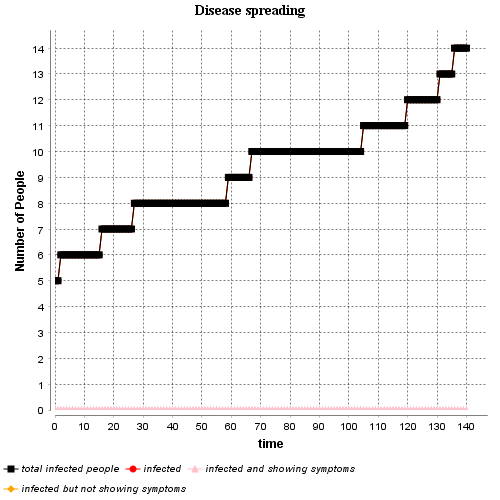 Disease spreading
14
13
12
11
10
9
8
7
6
5
4
3
2
1
0
Number of People
0 10 20 30 40 50 60 70 80 90 100 110 120 130 140
time
total infected people infected infected and showing symptoms
infected but not showing symptoms